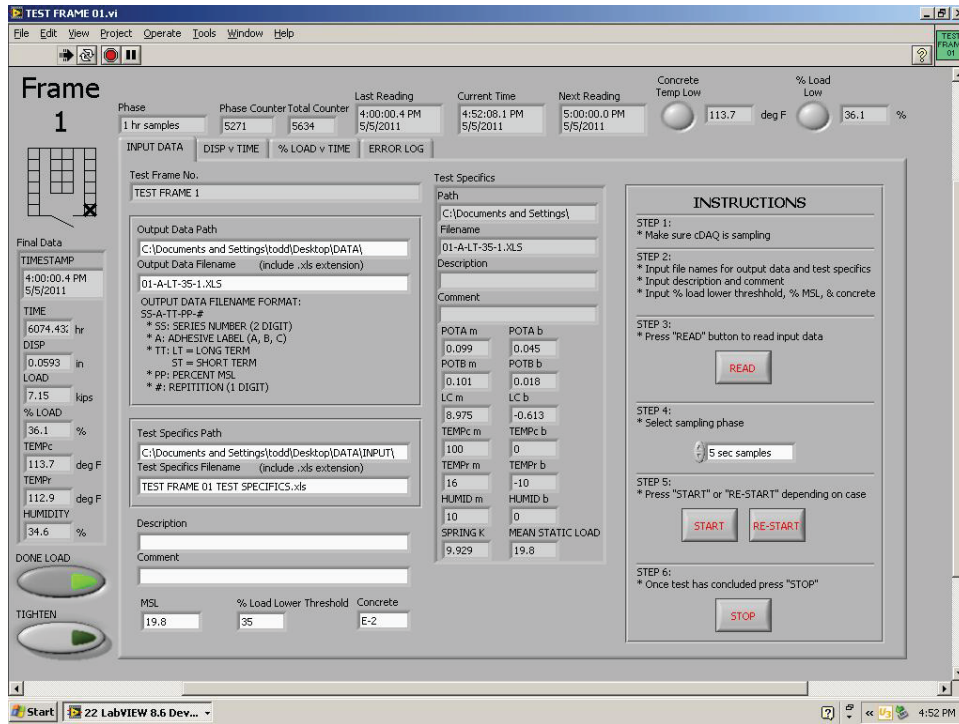 TEST FRAME 01.vi
File Edit View Project Operate Tools Window Help
TEST
FRAM
01
Frame
1
Phase
1 hr samples
Phase Counter
5271
Total Counter
5634
Last Reading
4:00:00.4 PM
5/5/2011
Current Time
4:52:08.1 PM
5/5/2011
Next Reading
5:00:00.0 PM
5/5/2011
Concrete
Temp Low
113.7 deg F
% Load
Low
36.1 %
INPUT DATA
DISP v TIME
% LOAD v TIME
ERROR LOG
Final Data
TIMESTAMP
4:00:00.4 PM
5/5/2011
TIME
6074.43 hr
DISP
0.0593 in
LOAD
7.15 kips
% LOAD
36.1 %
TEMPc
113.7 deg F
TEMPr
112.9 deg F
HUMIDITY
34.6 %
DONE LOAD
TIGHTEN
Test Frame No.
TEST FRAME 1
Output Data Path
C:\Documents and Settings\todd\Desktop\DATA\
Output Data Filename (include .xls extension)
01-A-LT-35-1.XLS
OUTPUT DATA FILENAME FORMAT:
SS-A-TT-PP-#
* SS: SERIES NUMBER (2 DIGIT)
* A: ADHESIVE LABEL (A, B, C)
* TT: LT = LONG TERM
ST = SHORT TERM
* PP: PERCENT MSL
* #: REPITITION (1 DIGIT)
Test Specifics Path
C:\Documents and Settings\todd\Desktop\DATA\INPUT\
Test Specifics Filename (include .xls extension)
TEST FRAME 01 TEST SPECIFICS.xls
Description
Comment
MSL
19.8
% Load Lower Threshold
35
Concrete
E-2
Test Specifics
Path
C:\Documents and Settings\
Filename
01-A-LT-35-1.XLS
Description
Comment
POTA m POTA b
0.099 0.045
POTB m POTB b
0.101 0.018
LC m LC b
8.975 -0.613
TEMPc m TEMPc b
100 0
TEMPr m TEMPr b
16 -10
HUMID m HUMID b
10 0
SPRING K MEAN STATIC LOAD
9.929 19.8
INSTRUCTIONS
STEP 1:
* Make sure cDAQ is sampling
STEP 2:
* Input file names for output data and test specifics
* Input description and comment
* Input % load lower threshhold, % MSL, & concrete
STEP 3:
* Press "READ" button to read input data
READ
STEP 4:
* Select sampling phase
5 sec samples
STEP 5:
* Press "START" or "RE-START" depending on case
START RE-START
STEP 6:
* Once test has concluded press "STOP"
STOP
Start 22 LabVIEW 8.6 Dev... 4:52 PM